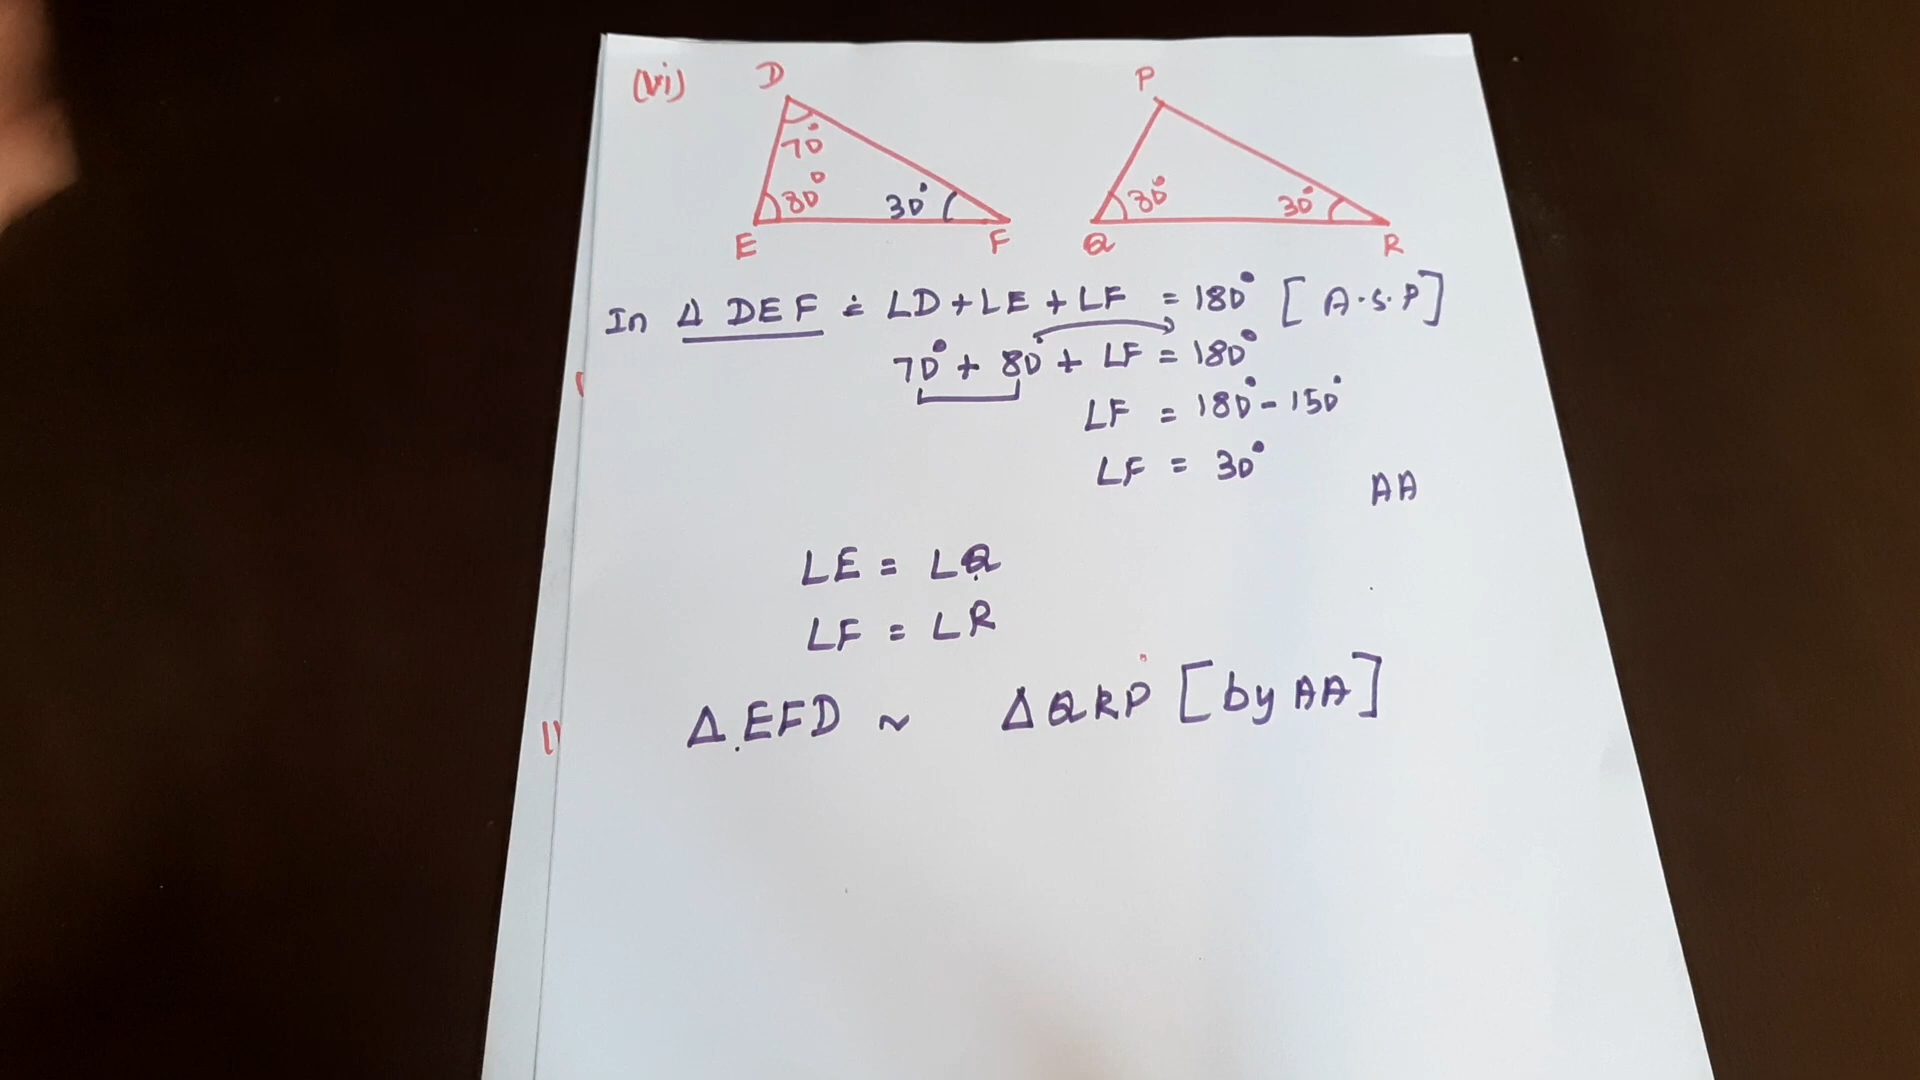 (vi) D P
70°
80° 30° 80° 30°
E F Q R
In Δ DEF : ∠D + ∠E + ∠F = 180° [A.S.P]
70° + 80° + ∠F = 180°
∠F = 180° - 150°
∠F = 30°
AA
∠E = ∠Q
∠F = ∠R
Δ EFD ~ Δ QRP [by AA]